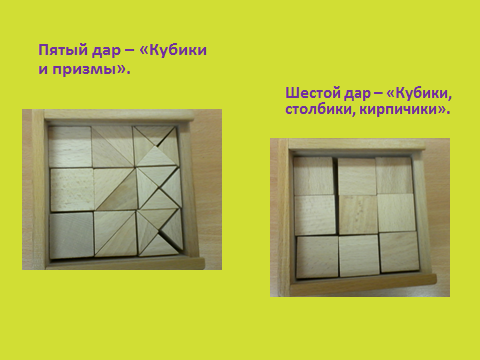 Пятый дар – «Кубики
и призмы».
Шестой дар – «Кубики,
столбики, кирпичики».